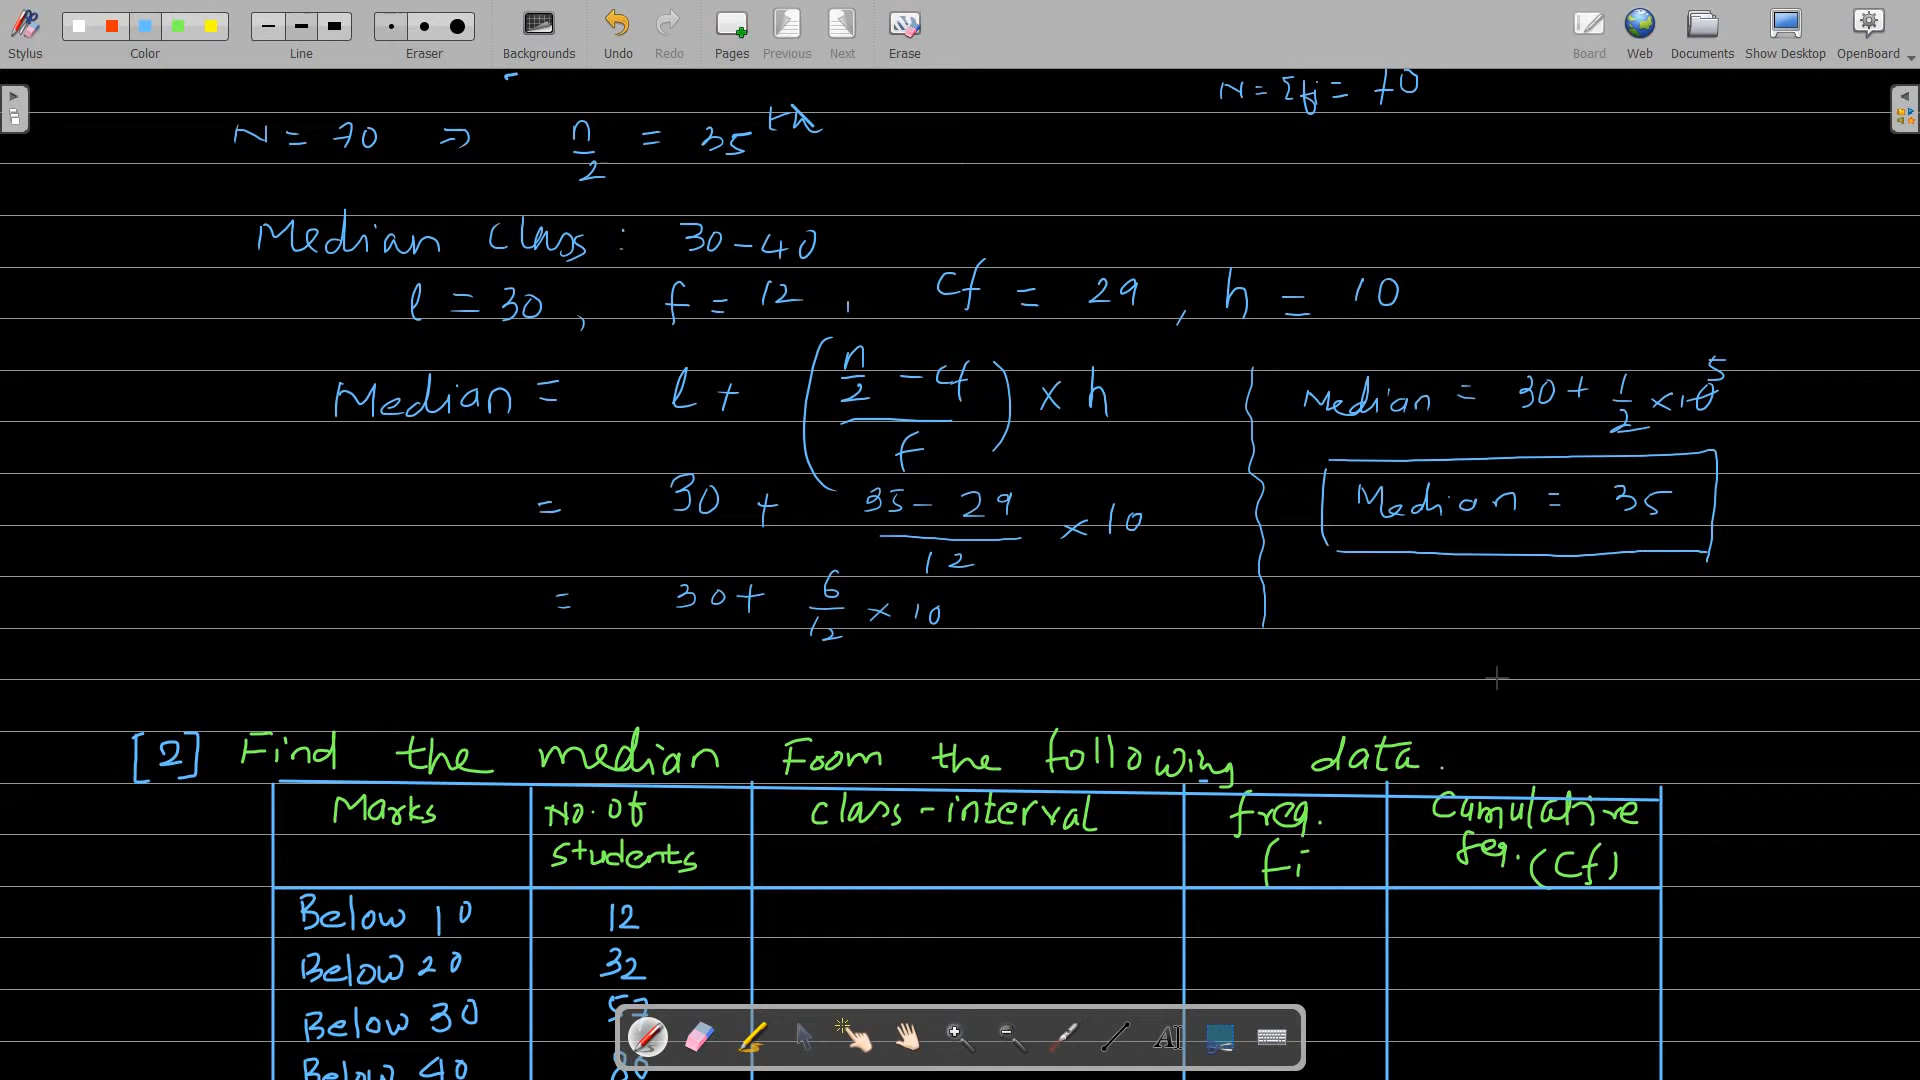 Stylus Color Line Eraser Backgrounds Undo Redo Pages Previous Next Erase Board Web Documents Show Desktop OpenBoard
N = Σfi = 70
N = 70 ⇒ n/2 = 35th
Median class : 30-40
l = 30 , f = 12 , cf = 29 , h = 10
Median = l + ((n/2 - cf)/f) × h
= 30 + (35 - 29)/12 × 10
= 30 + 6/12 × 10
Median = 30 + 1/2 × 10 5
Median = 35
[2] Find the median From the following data .
Marks No. of students class-interval freq. fi Cumulative feq. (Cf)
Below 10 12
Below 20 32
Below 30
Below 40 80